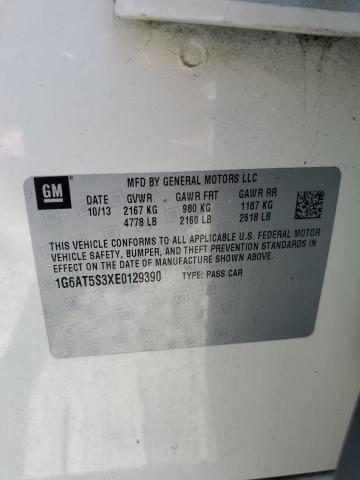 GM
MFD BY GENERAL MOTORS LLC
DATE GVWR GAWR FRT GAWR RR
10/13 2167 KG 980 KG 1187 KG
4778 LB 2160 LB 2618 LB
THIS VEHICLE CONFORMS TO ALL APPLICABLE U.S. FEDERAL MOTOR
VEHICLE SAFETY, BUMPER, AND THEFT PREVENTION STANDARDS
IN EFFECT ON THE DATE OF MANUFACTURE SHOWN ABOVE.
1G6AT5S3XE0129390 TYPE: PASS CAR